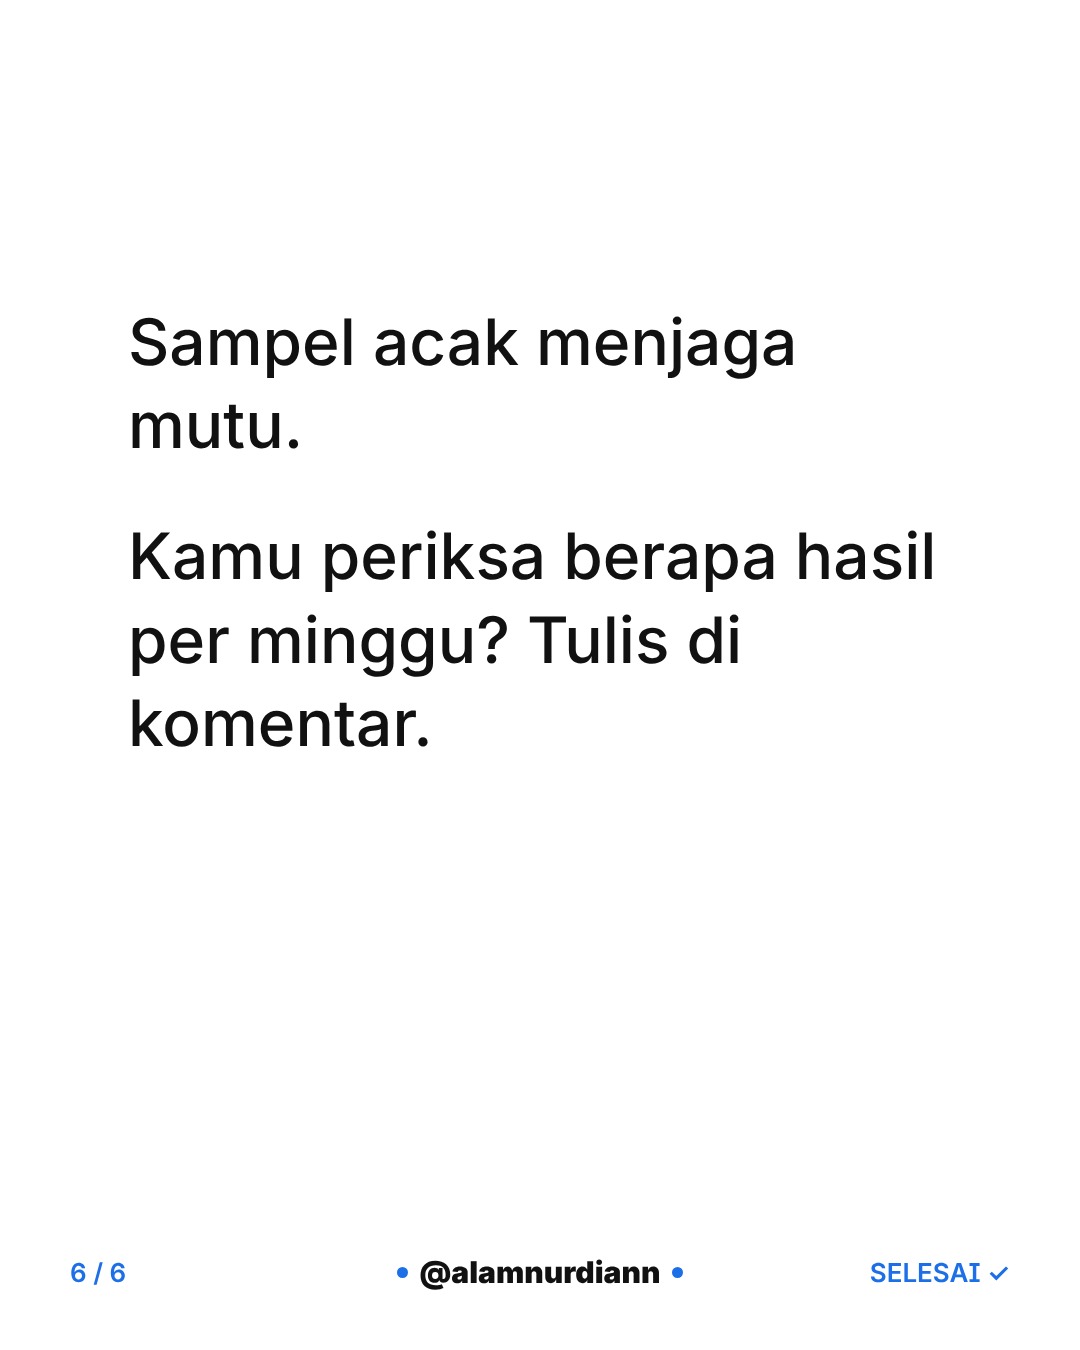 Sampel acak menjaga
mutu.
Kamu periksa berapa hasil
per minggu? Tulis di
komentar.
6 / 6
• @alamnurdiann •
SELESAI ✓